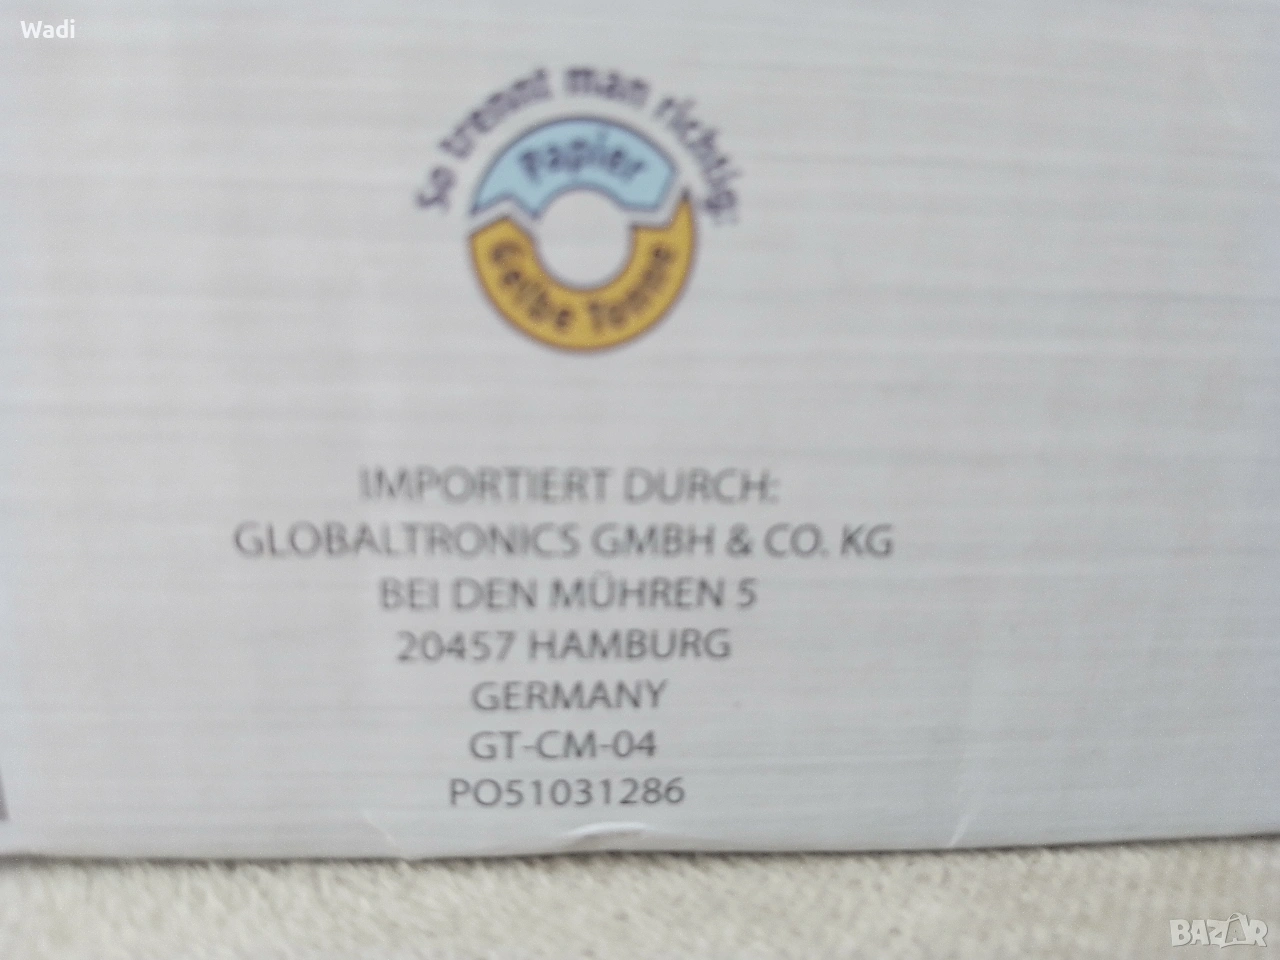 Wadi
So trennt man richtig:
Papier
Gelbe Tonne
IMPORTIERT DURCH:
GLOBALTRONICS GMBH & CO. KG
BEI DEN MÜHREN 5
20457 HAMBURG
GERMANY
GT-CM-04
PO51031286
BAZAR